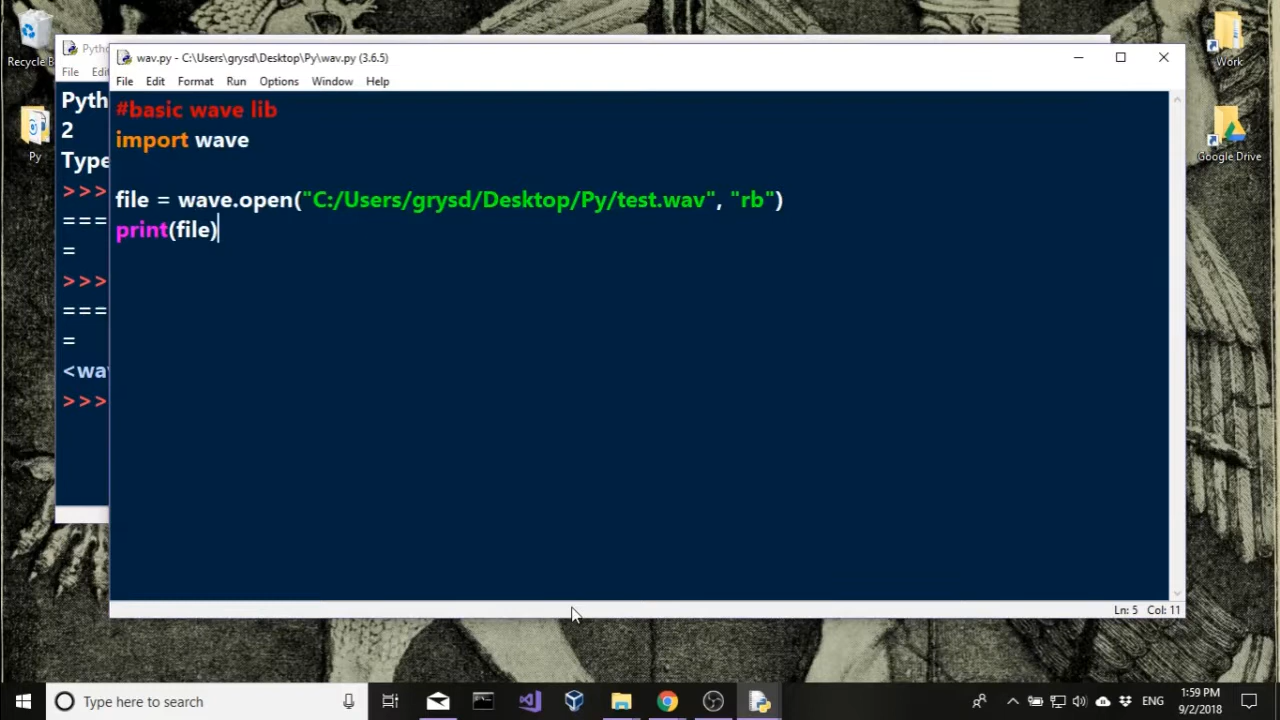 Recycle B
Py
Work
Google Drive
Pytho
File Edi
Pyth
2
Type
>>>
===
=
>>>
===
=
<wav
>>>
wav.py - C:\Users\grysd\Desktop\Py\wav.py (3.6.5)
File Edit Format Run Options Window Help
#basic wave lib
import wave
file = wave.open("C:/Users/grysd/Desktop/Py/test.wav", "rb")
print(file)
Ln: 5 Col: 11
Type here to search
ENG
1:59 PM
9/2/2018